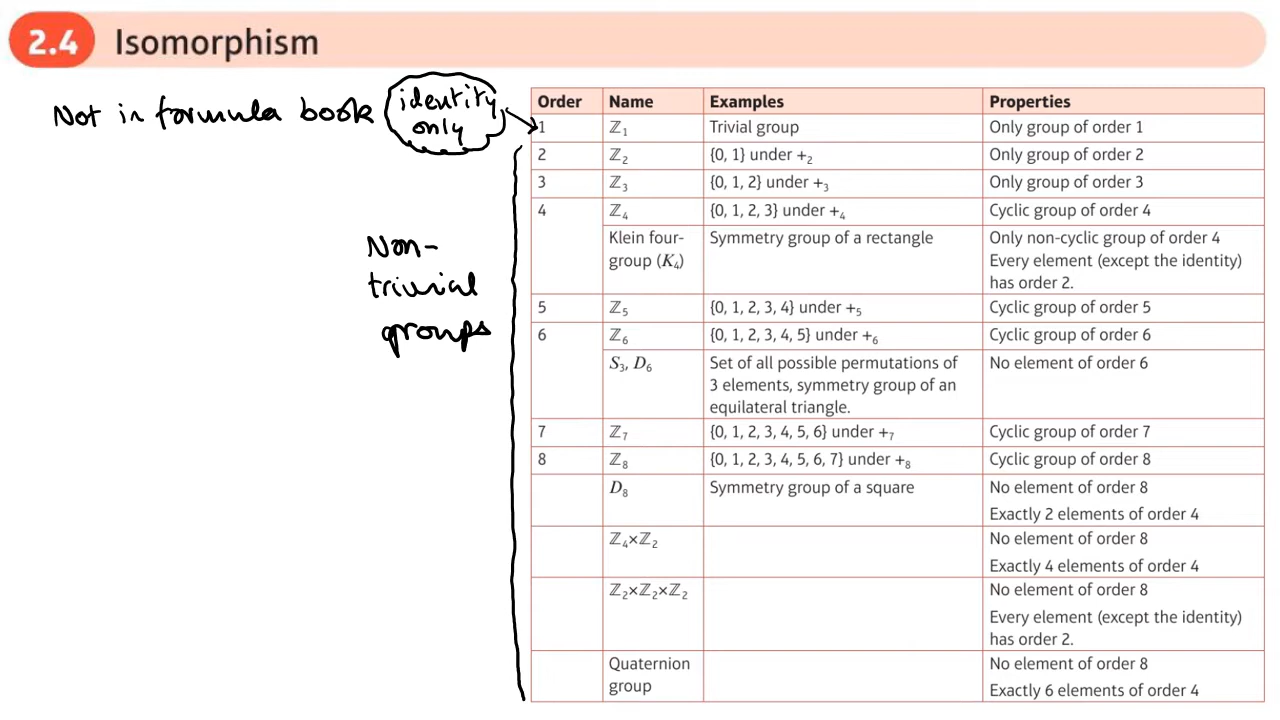 2.4 Isomorphism
Not in formula book
identity
only
Non-
trivial
groups
Order Name Examples Properties
1 ℤ₁ Trivial group Only group of order 1
2 ℤ₂ {0, 1} under +₂ Only group of order 2
3 ℤ₃ {0, 1, 2} under +₃ Only group of order 3
4 ℤ₄ {0, 1, 2, 3} under +₄ Cyclic group of order 4
Klein four- Symmetry group of a rectangle Only non-cyclic group of order 4
group (K₄) Every element (except the identity)
has order 2.
5 ℤ₅ {0, 1, 2, 3, 4} under +₅ Cyclic group of order 5
6 ℤ₆ {0, 1, 2, 3, 4, 5} under +₆ Cyclic group of order 6
S₃, D₆ Set of all possible permutations of No element of order 6
3 elements, symmetry group of an
equilateral triangle.
7 ℤ₇ {0, 1, 2, 3, 4, 5, 6} under +₇ Cyclic group of order 7
8 ℤ₈ {0, 1, 2, 3, 4, 5, 6, 7} under +₈ Cyclic group of order 8
D₈ Symmetry group of a square No element of order 8
Exactly 2 elements of order 4
ℤ₄×ℤ₂ No element of order 8
Exactly 4 elements of order 4
ℤ₂×ℤ₂×ℤ₂ No element of order 8
Every element (except the identity)
has order 2.
Quaternion No element of order 8
group Exactly 6 elements of order 4